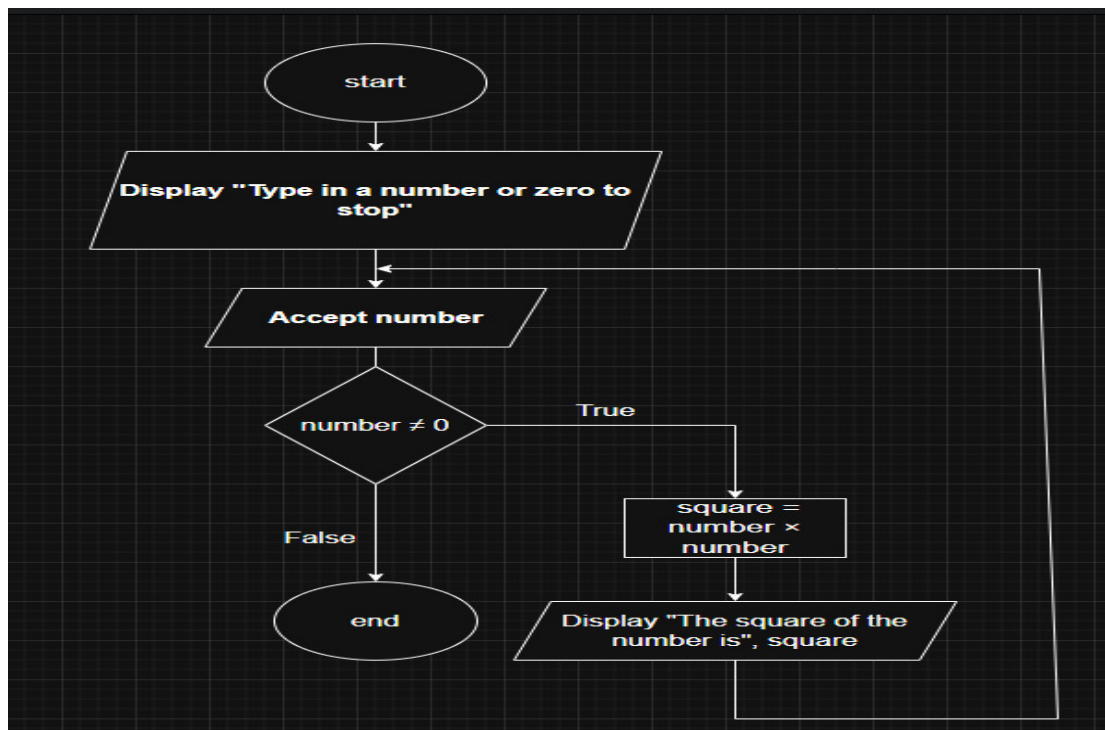 start
Display "Type in a number or zero to
stop"
Accept number
number ≠ 0
True
square =
number ×
number
False
end
Display "The square of the
number is", square